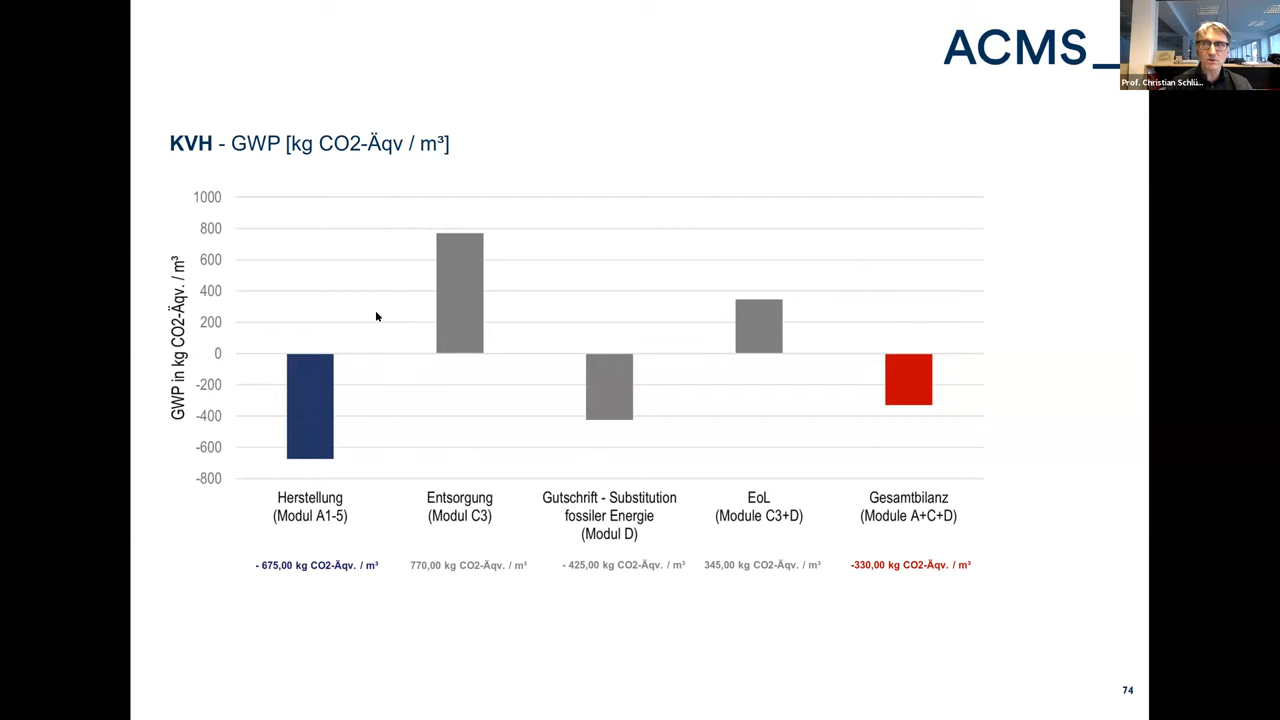 ACMS_
Prof. Christian Schlü...
KVH - GWP [kg CO2-Äqv / m³]
GWP in kg CO2-Äqv. / m³
1000
800
600
400
200
0
-200
-400
-600
-800
Herstellung
(Modul A1-5)
Entsorgung
(Modul C3)
Gutschrift - Substitution
fossiler Energie
(Modul D)
EoL
(Module C3+D)
Gesamtbilanz
(Module A+C+D)
- 675,00 kg CO2-Äqv. / m³
770,00 kg CO2-Äqv. / m³
- 425,00 kg CO2-Äqv. / m³
345,00 kg CO2-Äqv. / m³
-330,00 kg CO2-Äqv. / m³
74